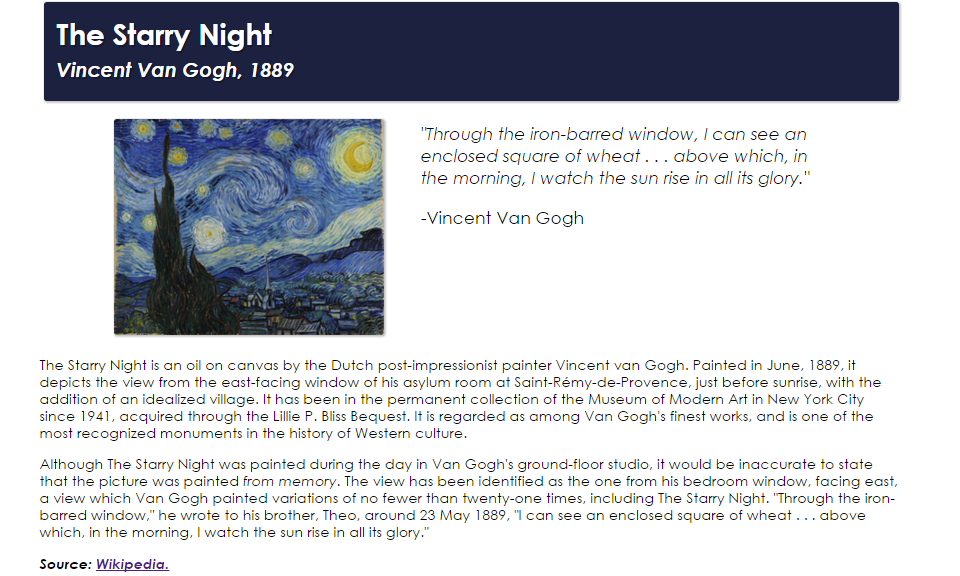 The Starry Night
Vincent Van Gogh, 1889
"Through the iron-barred window, I can see an
enclosed square of wheat . . . above which, in
the morning, I watch the sun rise in all its glory."
-Vincent Van Gogh
The Starry Night is an oil on canvas by the Dutch post-impressionist painter Vincent van Gogh. Painted in June, 1889, it
depicts the view from the east-facing window of his asylum room at Saint-Rémy-de-Provence, just before sunrise, with the
addition of an idealized village. It has been in the permanent collection of the Museum of Modern Art in New York City
since 1941, acquired through the Lillie P. Bliss Bequest. It is regarded as among Van Gogh's finest works, and is one of the
most recognized monuments in the history of Western culture.
Although The Starry Night was painted during the day in Van Gogh's ground-floor studio, it would be inaccurate to state
that the picture was painted from memory. The view has been identified as the one from his bedroom window, facing east,
a view which Van Gogh painted variations of no fewer than twenty-one times, including The Starry Night. "Through the iron-
barred window," he wrote to his brother, Theo, around 23 May 1889, "I can see an enclosed square of wheat . . . above
which, in the morning, I watch the sun rise in all its glory."
Source: Wikipedia.